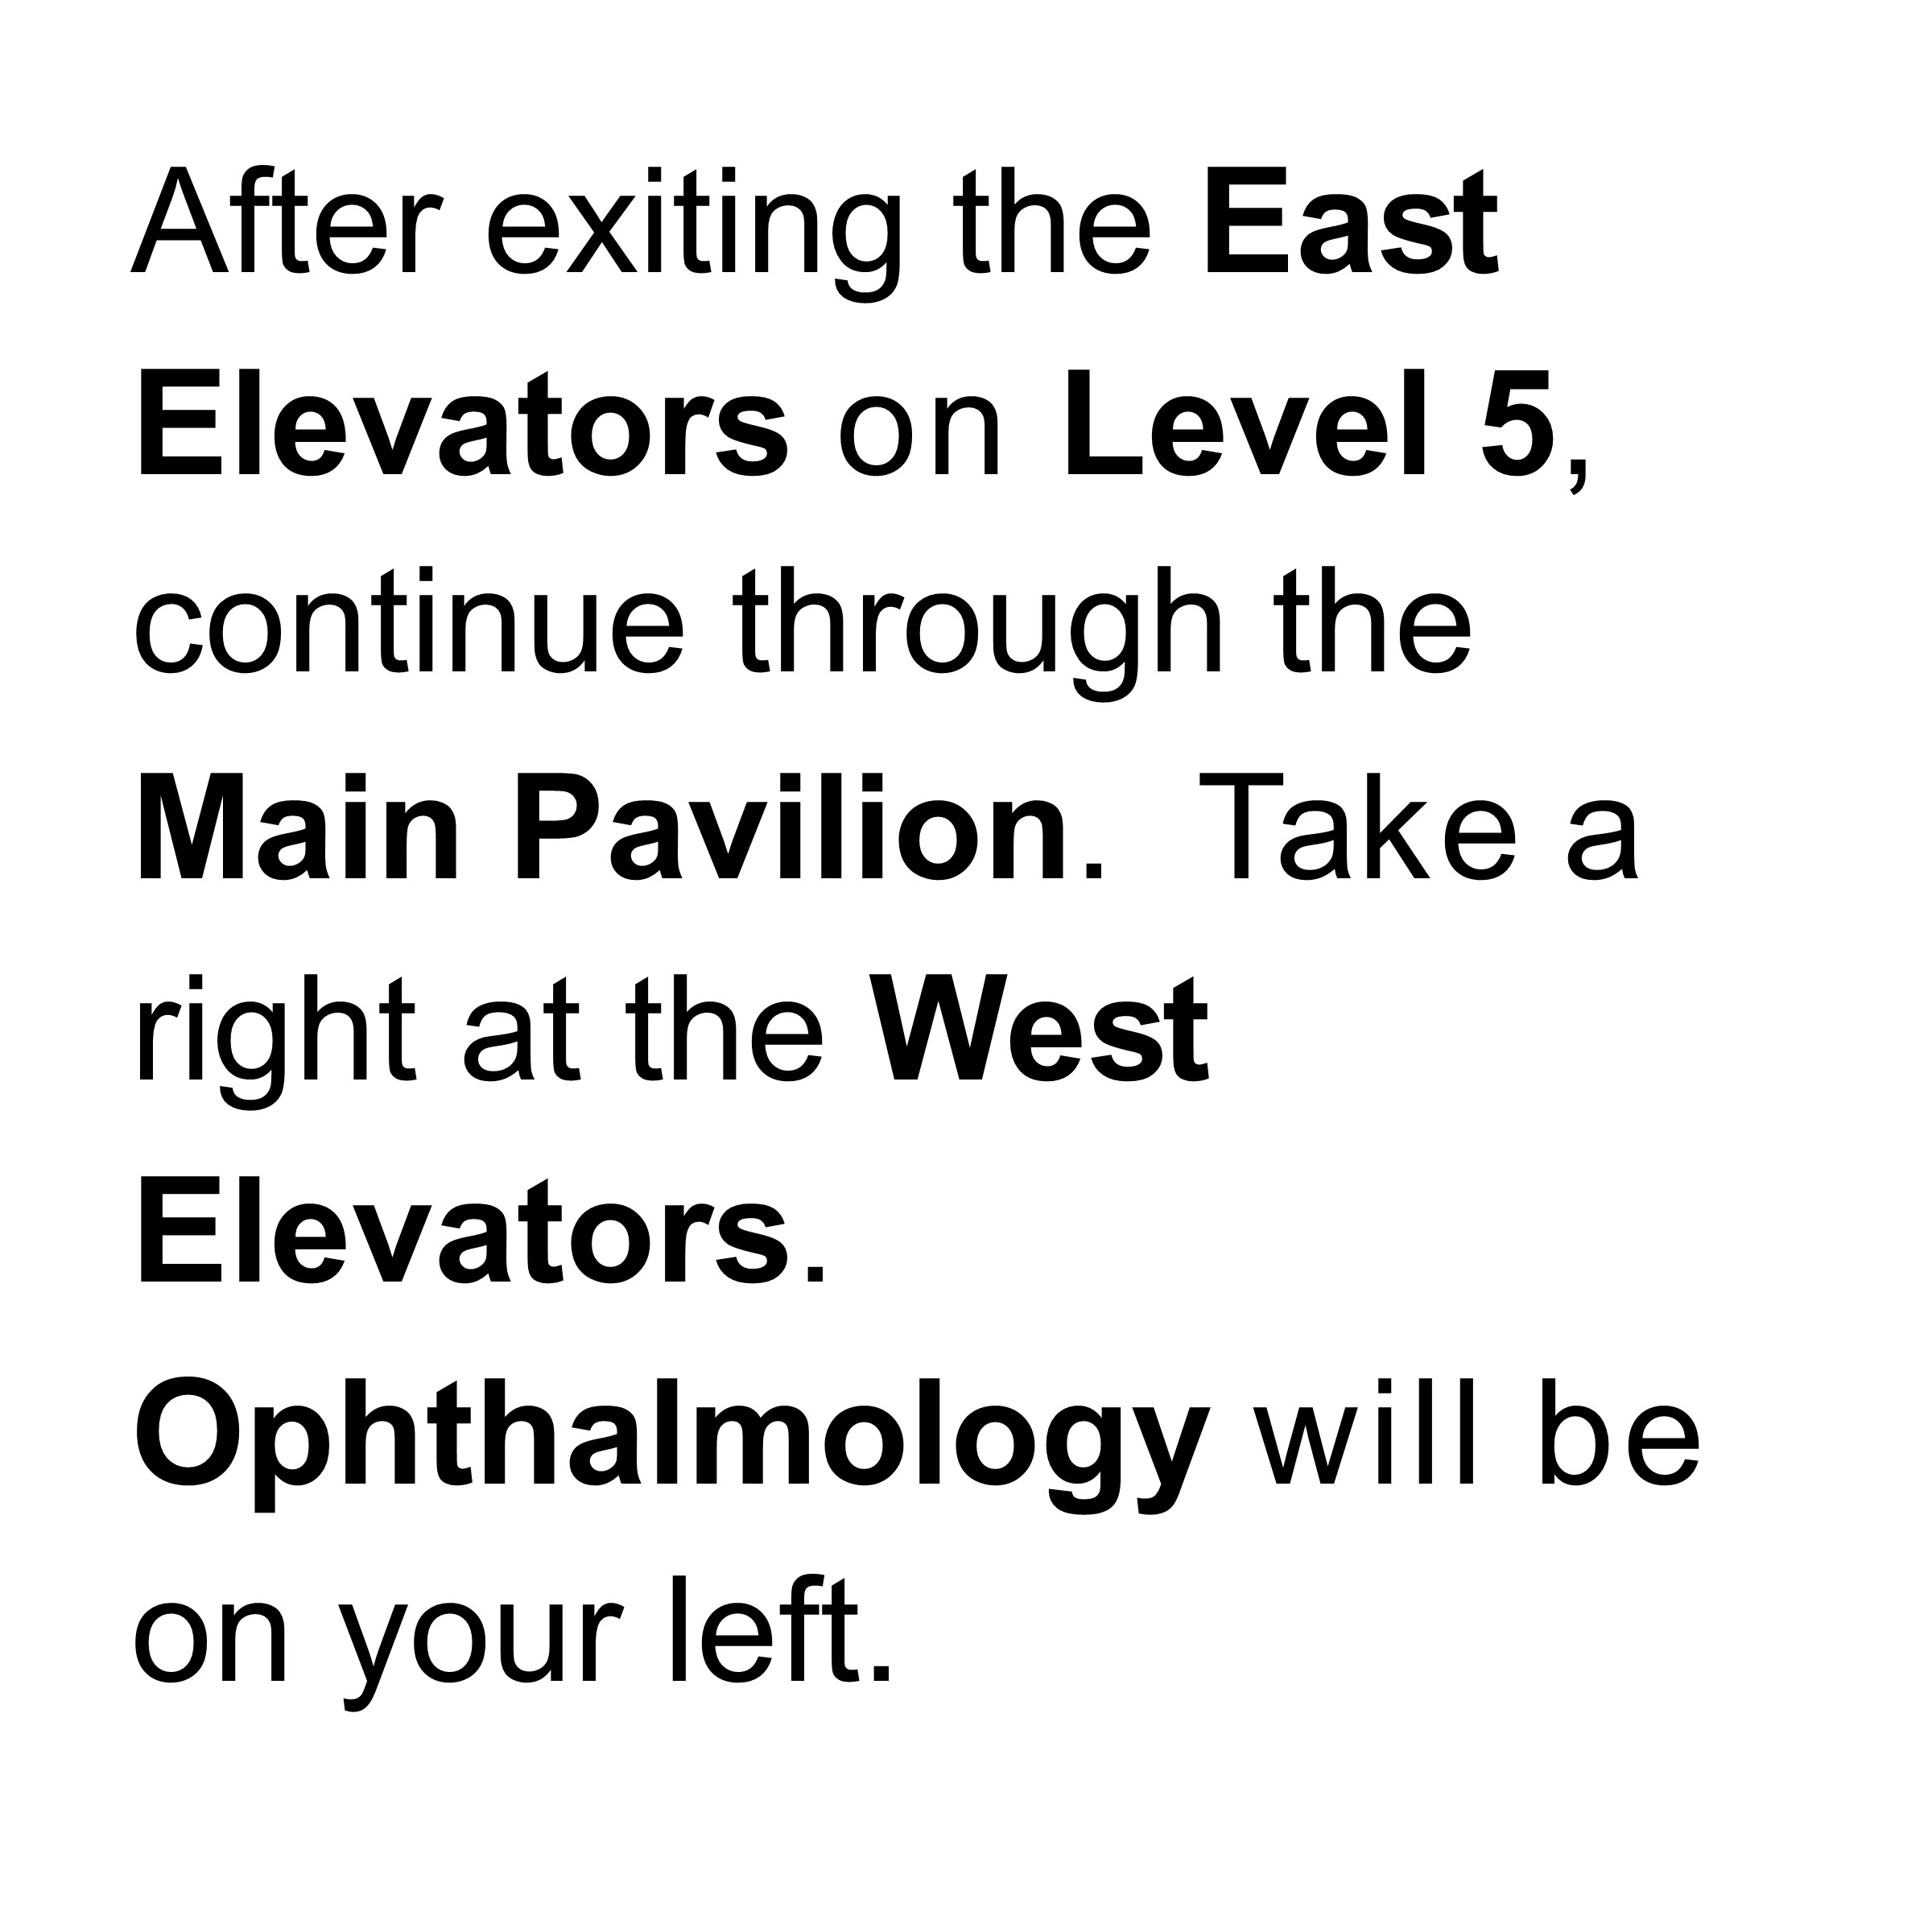 After exiting the East
Elevators on Level 5,
continue through the
Main Pavilion. Take a
right at the West
Elevators.
Ophthalmology will be
on your left.